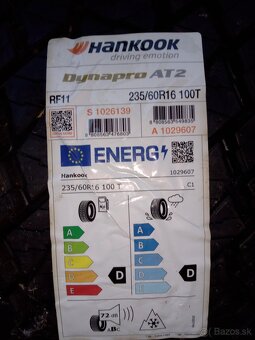 HANKOOK
driving emotion
Dynapro AT2
RF11
235/60R16 100T
S 1026139
A 1029607
ENERG
Hankook
1029607
235/60R16 100 T
C1
A
B
C
D
E
D
A
B
C
D
E
D
72 dB
Bazos.sk